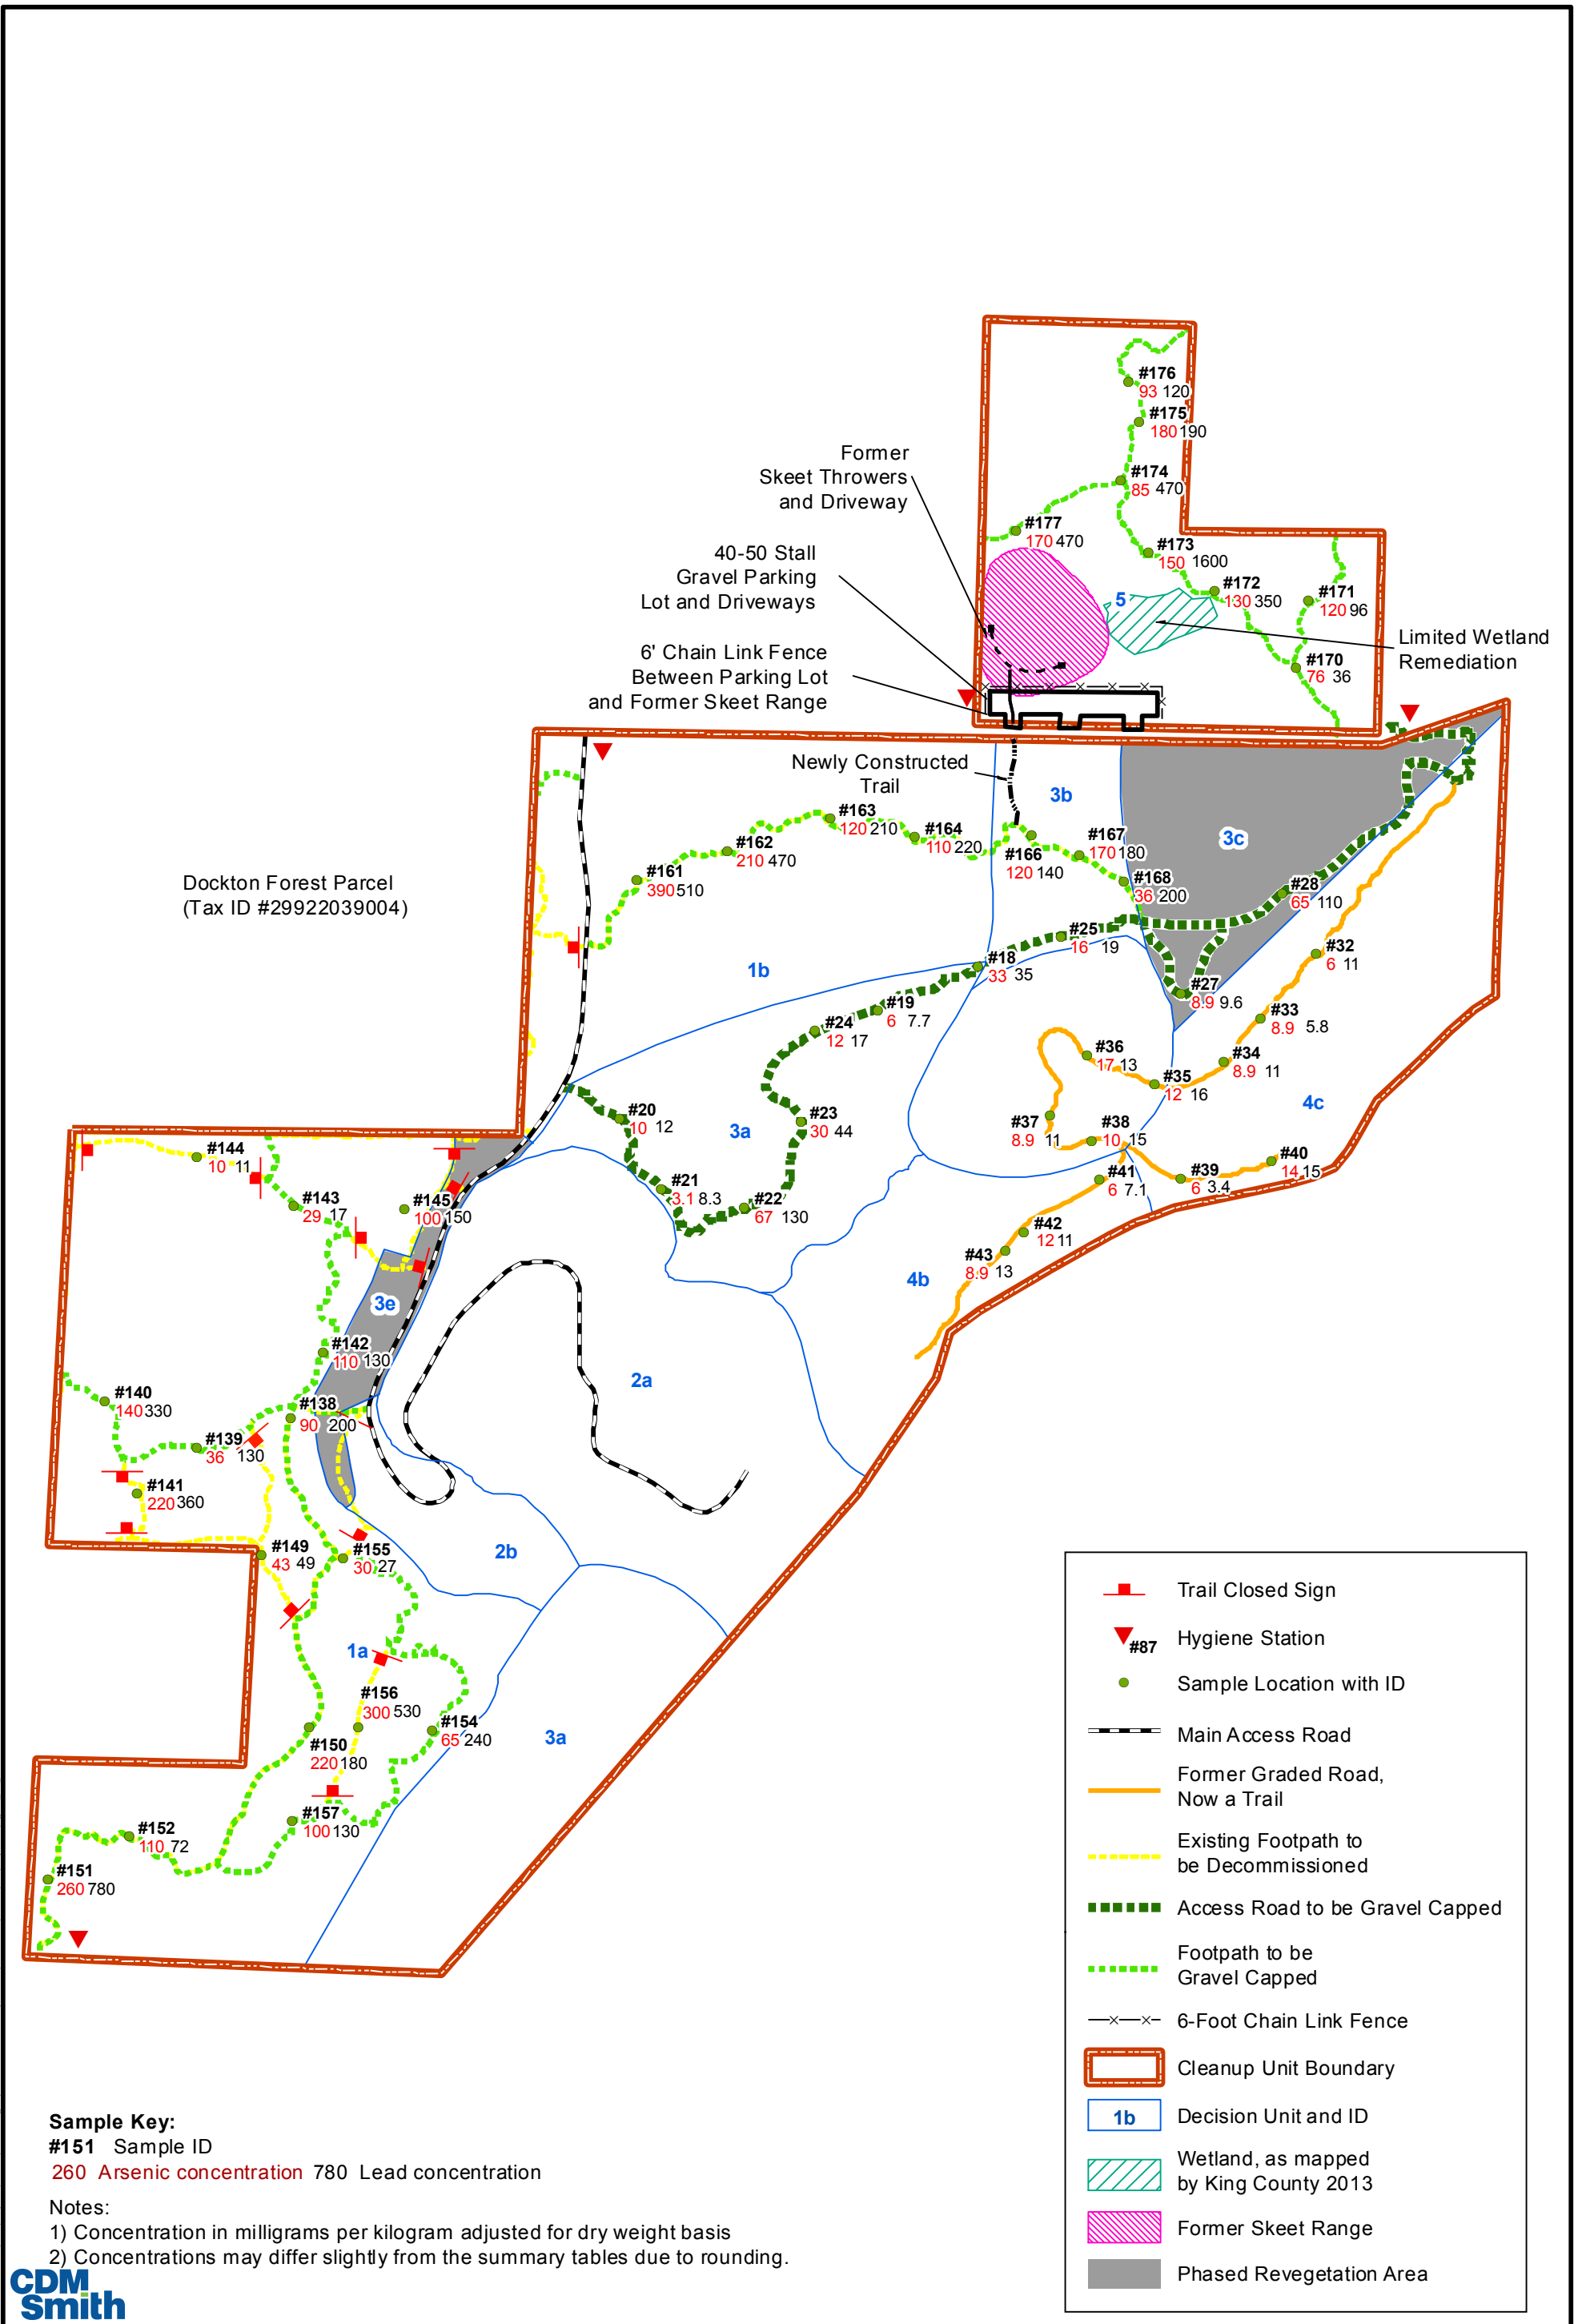 #176
93 120
#175
180 190
Former
Skeet Throwers
and Driveway
#174
85 470
#177
170 470
40-50 Stall
Gravel Parking
Lot and Driveways
#173
150 1600
#172
130 350
#171
120 96
5
6' Chain Link Fence
Between Parking Lot
and Former Skeet Range
Limited Wetland
Remediation
#170
76 36
Newly Constructed
Trail
3b
#163
120 210
#164
110 220
#162
210 470
#166
120 140
#167
170 180
3c
#161
390 510
#168
36 200
#28
65 110
Dockton Forest Parcel
(Tax ID #29922039004)
#25
16 19
1b
#18
33 35
#32
6 11
#27
8.9 9.6
#19
6 7.7
#24
12 17
#33
8.9 5.8
#36
17 13
#34
8.9 11
#35
12 16
4c
#20
10 12
3a
#23
30 44
#37
8.9 11
#38
10 15
#144
10 11
#40
14 15
#21
3.1 8.3
#41
6 7.1
#39
6 3.4
#143
29 17
#145
100 150
#22
67 130
#42
12 11
#43
8.9 13
4b
3e
#142
110 130
2a
#140
140 330
#138
90 200
#139
36 130
#141
220 360
#149
43 49
#155
30 27
2b
1a
#156
300 530
#154
65 240
3a
#150
220 180
#157
100 130
#152
110 72
#151
260 780
Trail Closed Sign
#87
Hygiene Station
Sample Location with ID
Main Access Road
Former Graded Road,
Now a Trail
Existing Footpath to
be Decommissioned
Access Road to be Gravel Capped
Footpath to be
Gravel Capped
6-Foot Chain Link Fence
Cleanup Unit Boundary
1b Decision Unit and ID
Wetland, as mapped
by King County 2013
Former Skeet Range
Phased Revegetation Area
Sample Key:
#151 Sample ID
260 Arsenic concentration 780 Lead concentration
Notes:
1) Concentration in milligrams per kilogram adjusted for dry weight basis
2) Concentrations may differ slightly from the summary tables due to rounding.
CDM
Smith